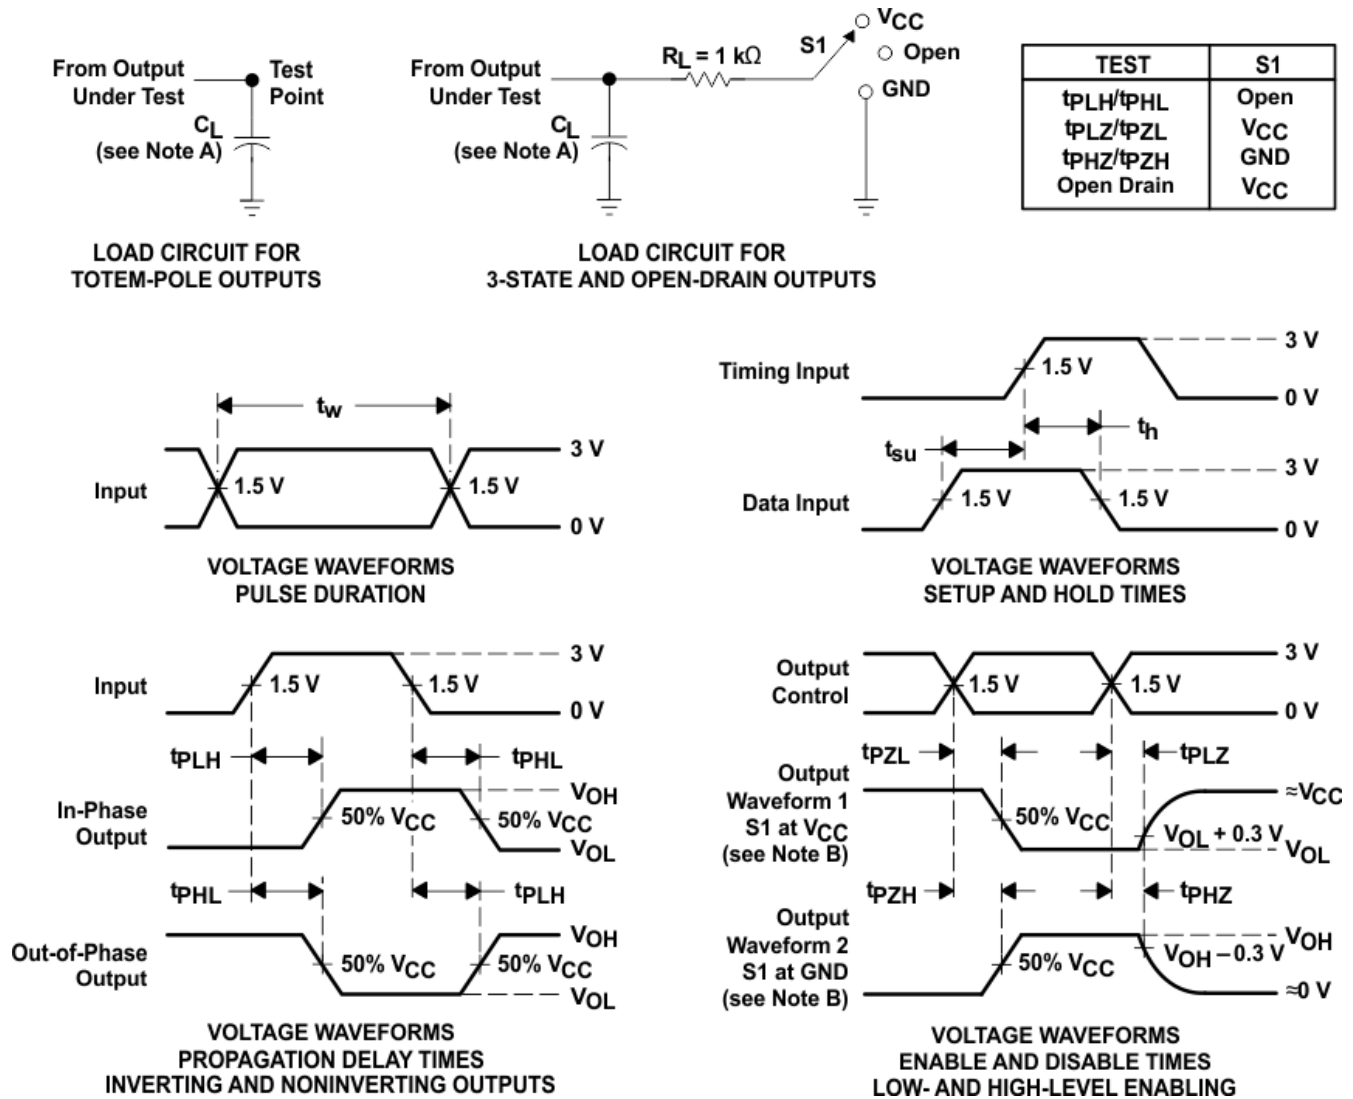 From Output
Under Test
Test
Point
CL
(see Note A)
LOAD CIRCUIT FOR
TOTEM-POLE OUTPUTS
From Output
Under Test
RL = 1 kΩ
S1
VCC
Open
GND
CL
(see Note A)
LOAD CIRCUIT FOR
3-STATE AND OPEN-DRAIN OUTPUTS
TEST S1
tPLH/tPHL Open
tPLZ/tPZL VCC
tPHZ/tPZH GND
Open Drain VCC
tw
Input
1.5 V
1.5 V
3 V
0 V
VOLTAGE WAVEFORMS
PULSE DURATION
Timing Input
1.5 V
3 V
0 V
tsu
th
Data Input
1.5 V
1.5 V
3 V
0 V
VOLTAGE WAVEFORMS
SETUP AND HOLD TIMES
Input
1.5 V
1.5 V
3 V
0 V
tPLH
tPHL
In-Phase
Output
50% VCC
50% VCC
VOH
VOL
tPHL
tPLH
Out-of-Phase
Output
50% VCC
50% VCC
VOH
VOL
VOLTAGE WAVEFORMS
PROPAGATION DELAY TIMES
INVERTING AND NONINVERTING OUTPUTS
Output
Control
1.5 V
1.5 V
3 V
0 V
tPZL
tPLZ
Output
Waveform 1
S1 at VCC
(see Note B)
50% VCC
≈VCC
VOL + 0.3 V
VOL
tPZH
tPHZ
Output
Waveform 2
S1 at GND
(see Note B)
50% VCC
VOH
VOH − 0.3 V
≈0 V
VOLTAGE WAVEFORMS
ENABLE AND DISABLE TIMES
LOW- AND HIGH-LEVEL ENABLING